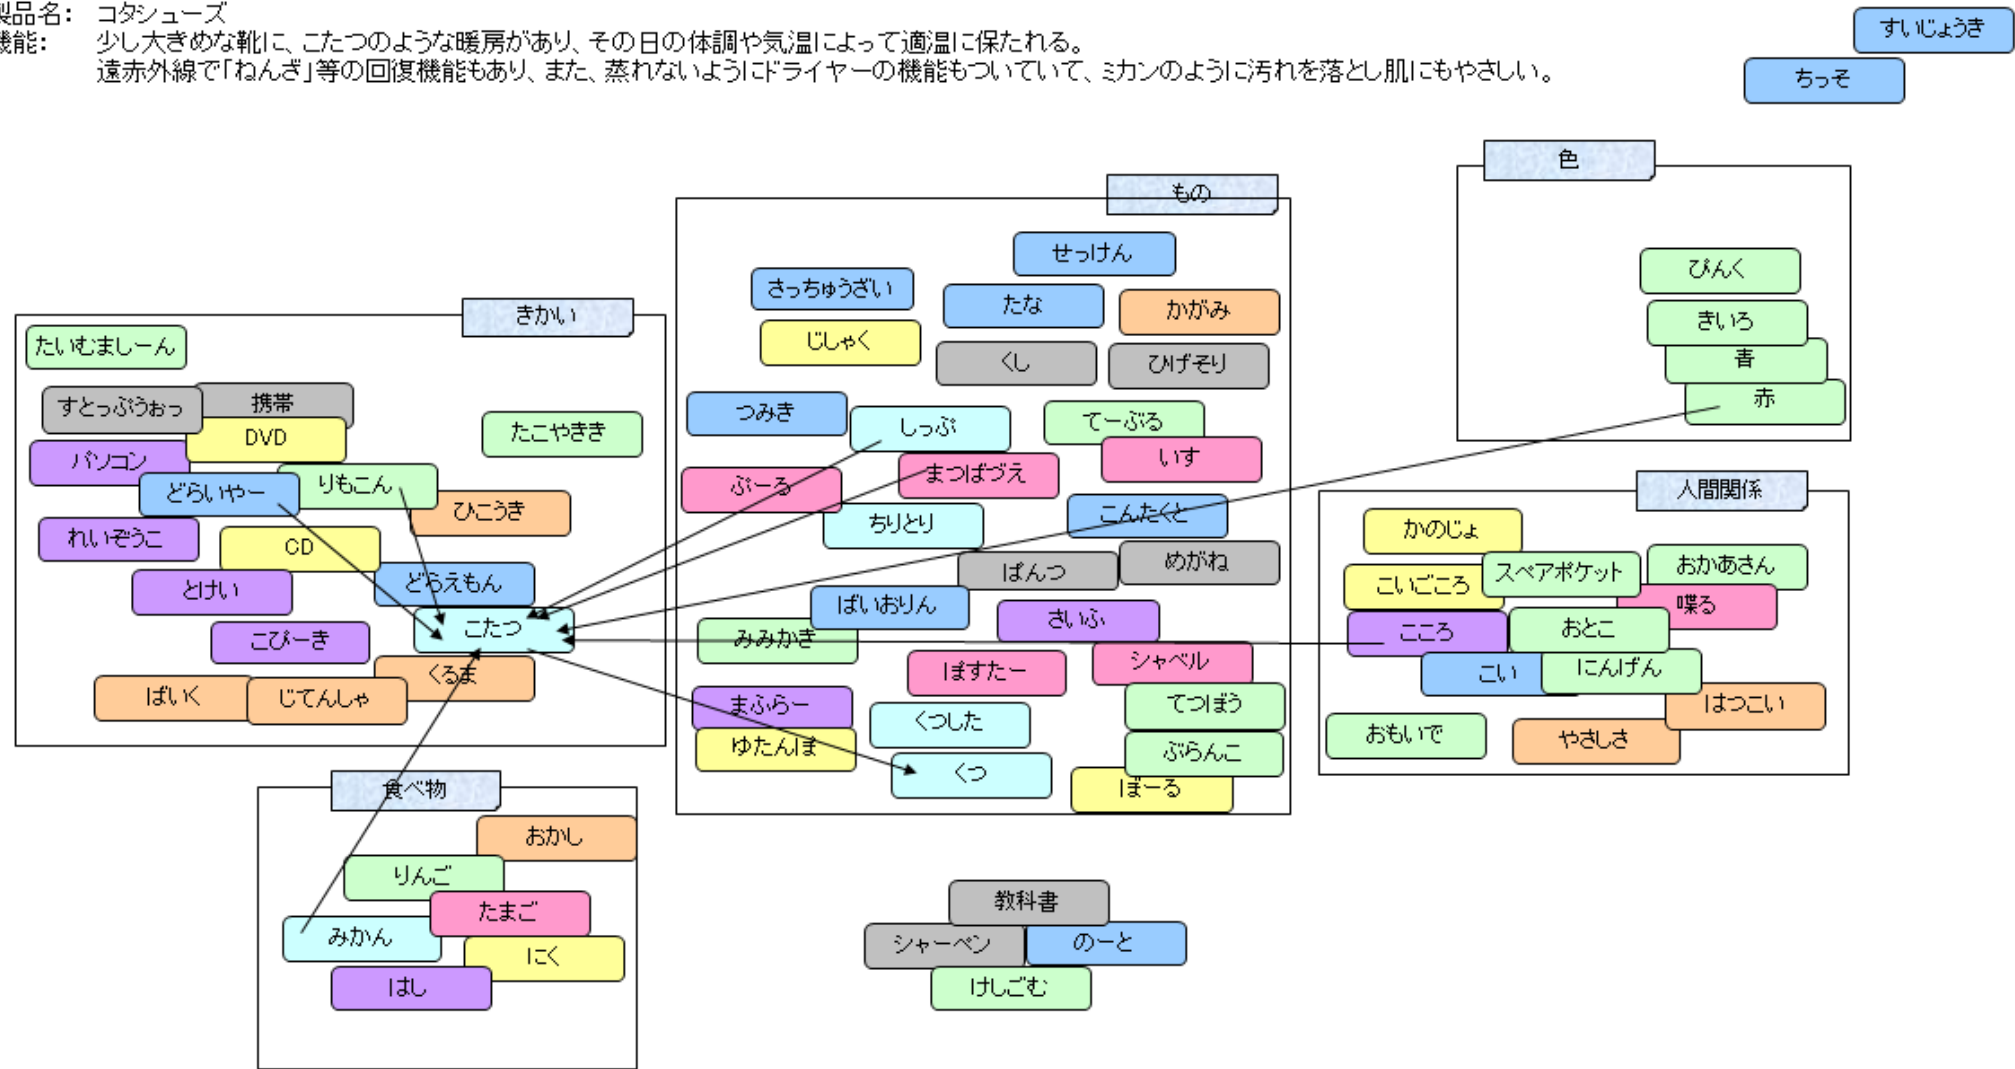 製品名: コタシューズ
機能: 少し大きめな靴に、こたつのような暖房があり、その日の体調や気温によって適温に保たれる。
遠赤外線で「ねんざ」等の回復機能もあり、また、蒸れないようにドライヤーの機能もついていて、ミカンのように汚れを落とし肌にもやさしい。
すいじょうき
ちっそ
きかい
たいむましーん
すとっぷうぉっ
携帯
DVD
たこやきき
パソコン
どらいやー
りもこん
ひこうき
れいぞうこ
CD
とけい
どらえもん
こたつ
こぴーき
くるま
ばいく
じてんしゃ
もの
せっけん
さっちゅうざい
たな
かがみ
じしゃく
くし
ひげそり
つみき
しっぷ
てーぶる
いす
まつばづえ
ぷーる
ちりとり
こんたくと
ぱんつ
めがね
ばいおりん
さいふ
みみかき
ぽすたー
シャベル
まふらー
くつした
てつぼう
ゆたんぽ
ぶらんこ
くつ
ぼーる
色
ぴんく
きいろ
青
赤
人間関係
かのじょ
スペアポケット
おかあさん
こいごころ
喋る
こころ
おとこ
こい
にんげん
はつこい
おもいで
やさしさ
食べ物
おかし
りんご
たまご
みかん
にく
はし
教科書
シャーペン
のーと
けしごむ